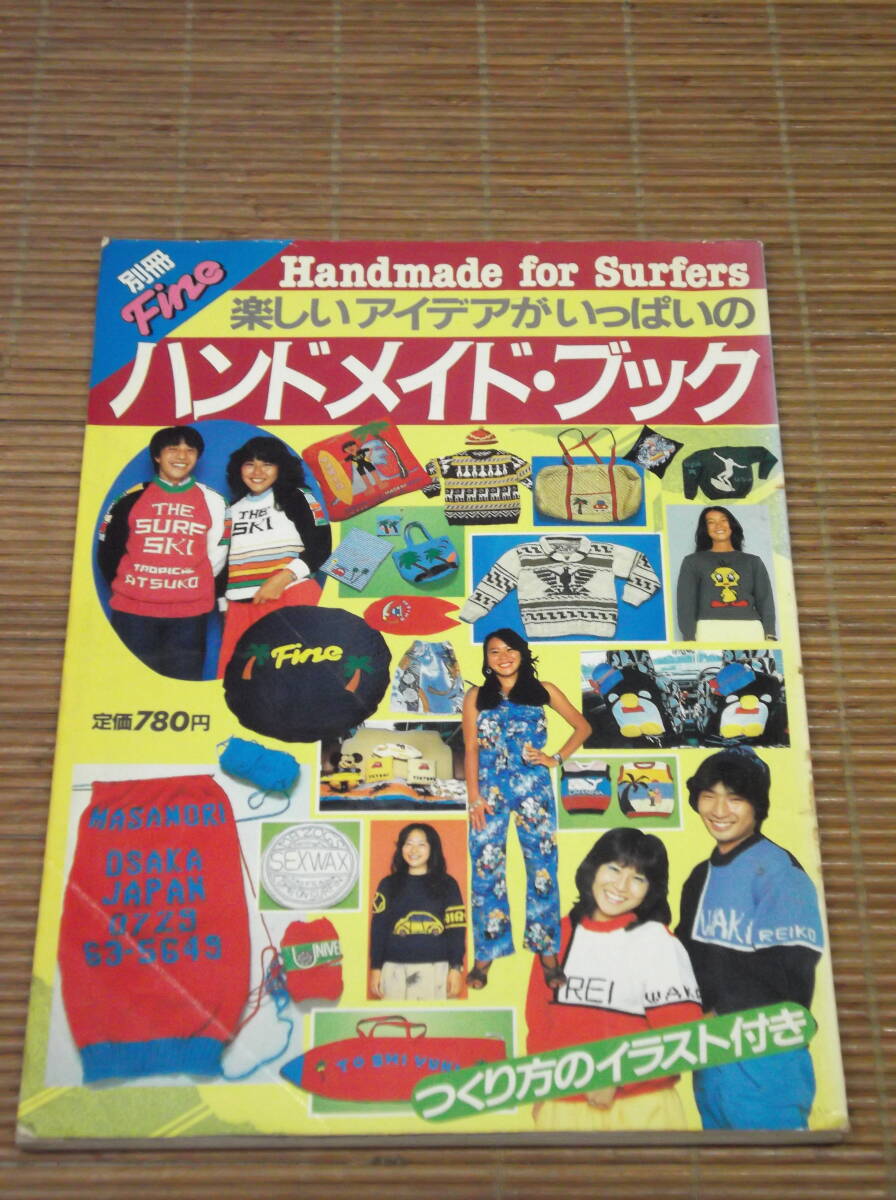 別冊
Fine
Handmade for Surfers
楽しいアイデアがいっぱいの
ハンドメイド・ブック
THE
SURF
SKI
TROPICAL
ATSUKO
THE
SKI
Fine
定価780円
MASANORI
OSAKA
JAPAN
0729
63-5649
SEXWAX
UNIVE
REI
WAKI
REIKO
つくり方のイラスト付き